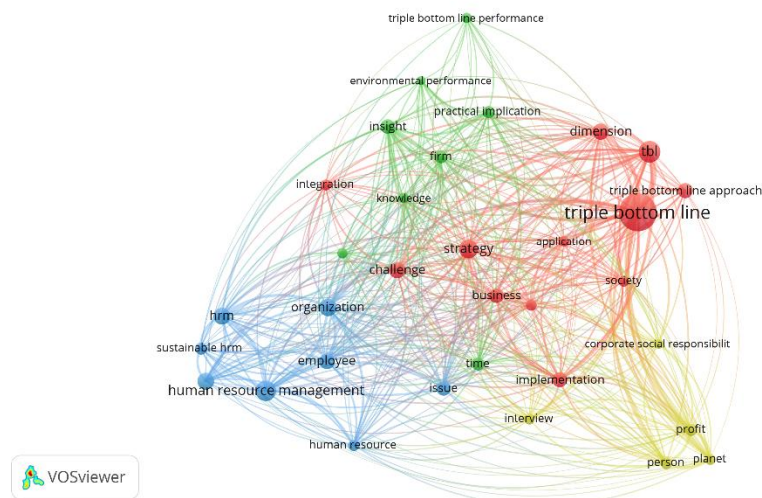 triple bottom line performance
environmental performance
practical implication
insight
dimension
tbl
firm
integration
triple bottom line approach
knowledge
triple bottom line
strategy
application
challenge
society
business
organization
hrm
corporate social responsibilit
sustainable hrm
employee
time
implementation
human resource management
issue
interview
profit
human resource
person
planet
VOSviewer